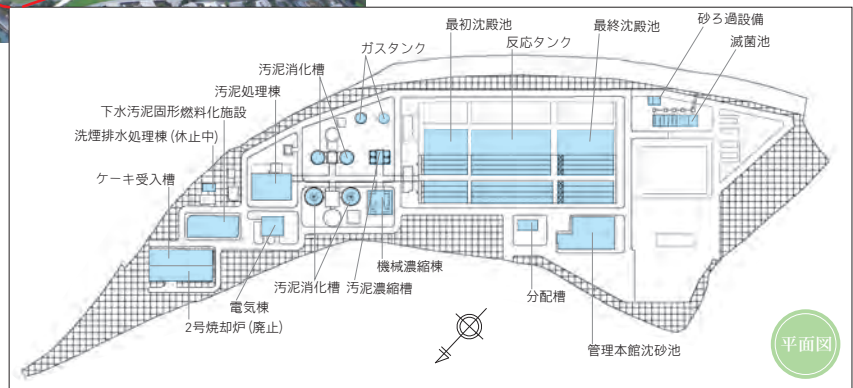 砂ろ過設備
最初沈殿池
反応タンク
最終沈殿池
滅菌池
ガスタンク
汚泥消化槽
汚泥処理棟
下水汚泥固形燃料化施設
洗煙排水処理棟(休止中)
ケーキ受入槽
機械濃縮棟
汚泥消化槽
汚泥濃縮槽
分配槽
電気棟
2号焼却炉(廃止)
管理本館沈砂池
平面図